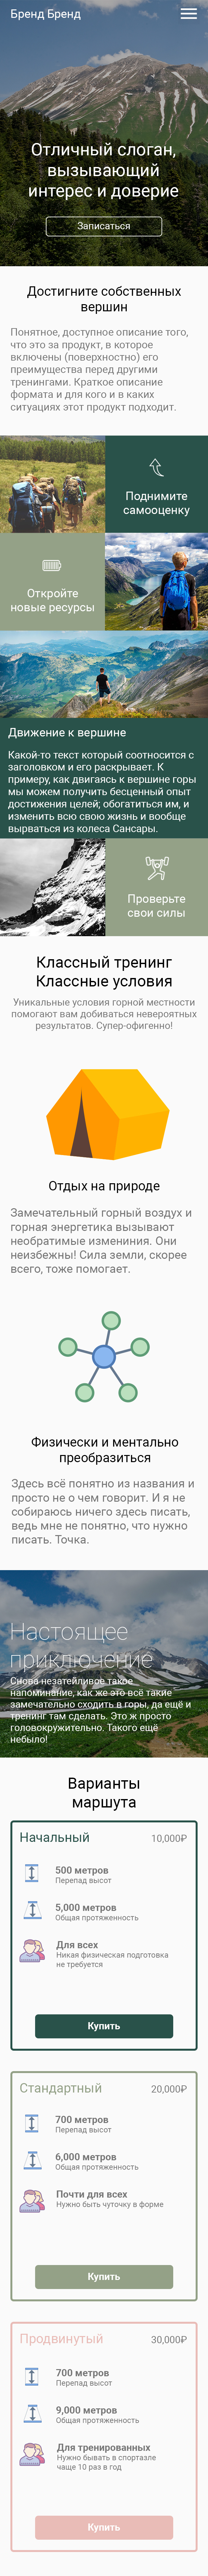 Бренд Бренд
Отличный слоган,
вызывающий
интерес и доверие
Записаться
Достигните собственных
вершин
Понятное, доступное описание того,
что это за продукт, в которое
включены (поверхностно) его
преимущества перед другими
тренингами. Краткое описание
формата и для кого и в каких
ситуациях этот продукт подходит.
Поднимите
самооценку
Откройте
новые ресурсы
Движение к вершине
Какой-то текст который соотносится с
заголовком и его раскрывает. К
примеру, как двигаясь к вершине горы
мы можем получить бесценный опыт
достижения целей; обогатиться им, и
изменить всю свою жизнь и вообще
вырваться из колеса Сансары.
Проверьте
свои силы
Классный тренинг
Классные условия
Уникальные условия горной местности
помогают вам добиваться невероятных
результатов. Супер-офигенно!
Отдых на природе
Замечательный горный воздух и
горная энергетика вызывают
необратимые измениния. Они
неизбежны! Сила земли, скорее
всего, тоже помогает.
Физически и ментально
преобразиться
Здесь всё понятно из названия и
просто не о чем говорит. И я не
собираюсь ничего здесь писать,
ведь мне не понятно, что нужно
писать. Точка.
Настоящее
приключение
Снова незатейливое такое
напоминание, как же это всё такие
замечательно сходить в горы, да ещё и
тренинг там сделать. Это ж просто
головокружительно. Такого ещё
небыло!
Варианты
маршута
Начальный 10,000₽
500 метров
Перепад высот
5,000 метров
Общая протяженность
Для всех
Никая физическая подготовка
не требуется
Купить
Стандартный 20,000₽
700 метров
Перепад высот
6,000 метров
Общая протяженность
Почти для всех
Нужно быть чуточку в форме
Купить
Продвинутый 30,000₽
700 метров
Перепад высот
9,000 метров
Общая протяженность
Для тренированных
Нужно бывать в спортзале
чаще 10 раз в год
Купить